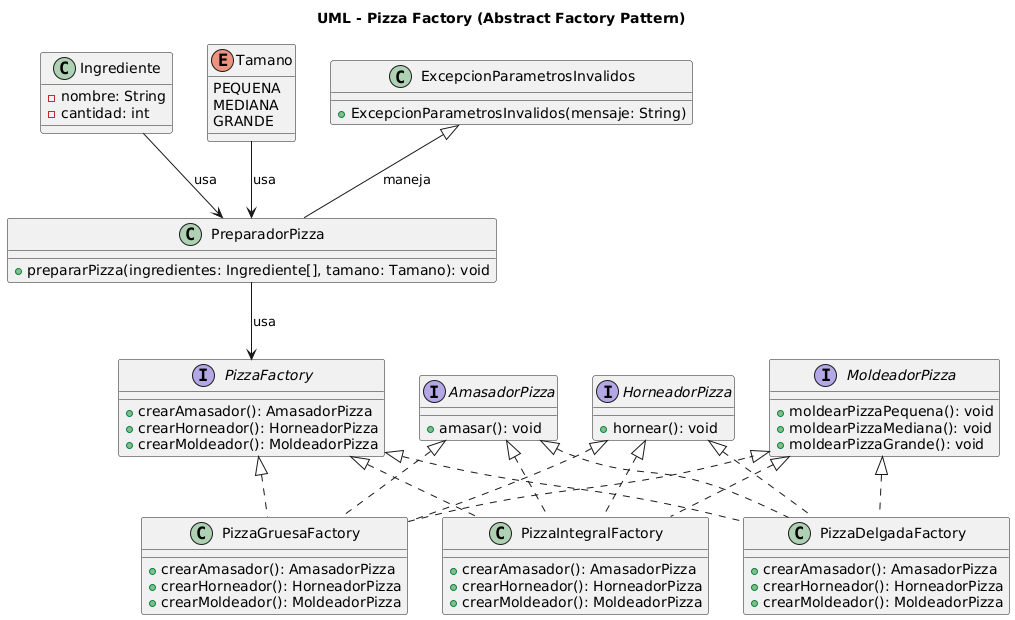 UML - Pizza Factory (Abstract Factory Pattern)
C Ingrediente
nombre: String
cantidad: int
E Tamano
PEQUENA
MEDIANA
GRANDE
C ExcepcionParametrosInvalidos
ExcepcionParametrosInvalidos(mensaje: String)
usa
usa
maneja
C PreparadorPizza
prepararPizza(ingredientes: Ingrediente[], tamano: Tamano): void
usa
I PizzaFactory
crearAmasador(): AmasadorPizza
crearHorneador(): HorneadorPizza
crearMoldeador(): MoldeadorPizza
I AmasadorPizza
amasar(): void
I HorneadorPizza
hornear(): void
I MoldeadorPizza
moldearPizzaPequena(): void
moldearPizzaMediana(): void
moldearPizzaGrande(): void
C PizzaGruesaFactory
crearAmasador(): AmasadorPizza
crearHorneador(): HorneadorPizza
crearMoldeador(): MoldeadorPizza
C PizzaIntegralFactory
crearAmasador(): AmasadorPizza
crearHorneador(): HorneadorPizza
crearMoldeador(): MoldeadorPizza
C PizzaDelgadaFactory
crearAmasador(): AmasadorPizza
crearHorneador(): HorneadorPizza
crearMoldeador(): MoldeadorPizza